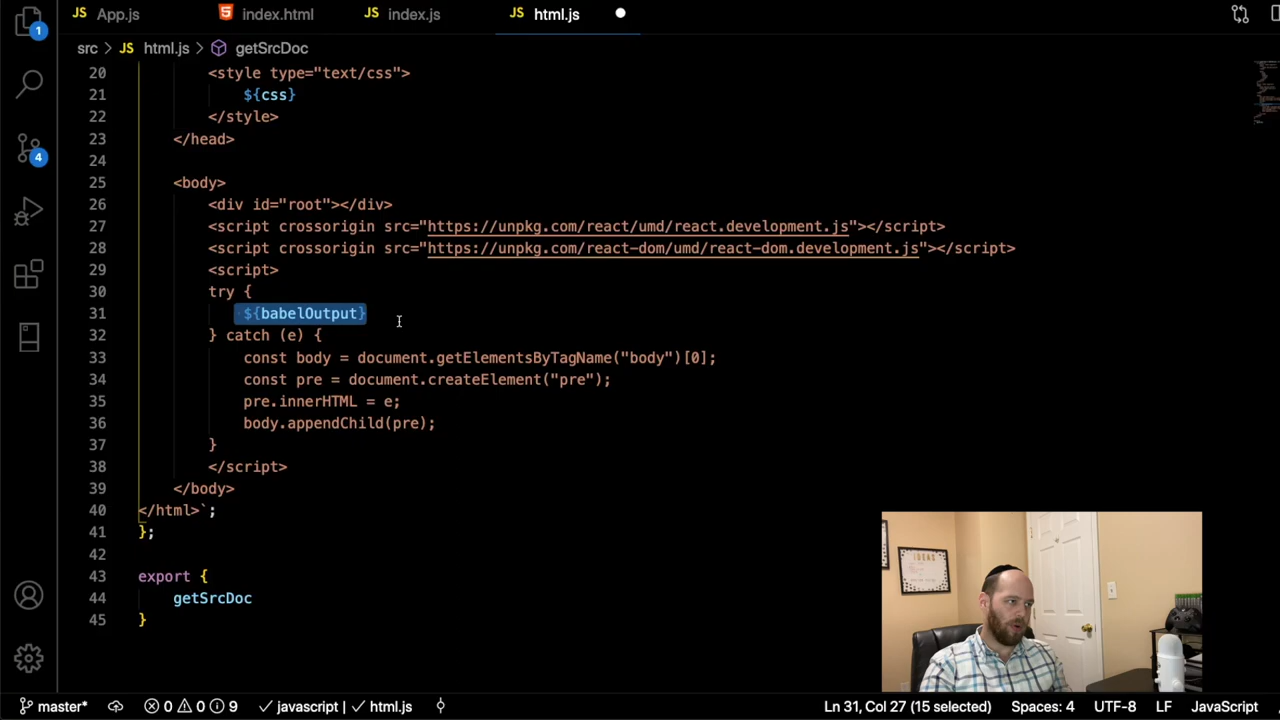 App.js
index.html
JS index.js
JS html.js
1
src > JS html.js > getSrcDoc
20 <style type="text/css">
21 ${css}
22 </style>
23 </head>
24
25 <body>
26 <div id="root"></div>
27 <script crossorigin src="https://unpkg.com/react/umd/react.development.js"></script>
28 <script crossorigin src="https://unpkg.com/react-dom/umd/react-dom.development.js"></script>
29 <script>
30 try {
31 ${babelOutput}
32 } catch (e) {
33 const body = document.getElementsByTagName("body")[0];
34 const pre = document.createElement("pre");
35 pre.innerHTML = e;
36 body.appendChild(pre);
37 }
38 </script>
39 </body>
40 </html>`;
41 };
42
43 export {
44 getSrcDoc
45 }
4
IDEAS
master* 0 0 9 javascript | html.js Ln 31, Col 27 (15 selected) Spaces: 4 UTF-8 LF JavaScript